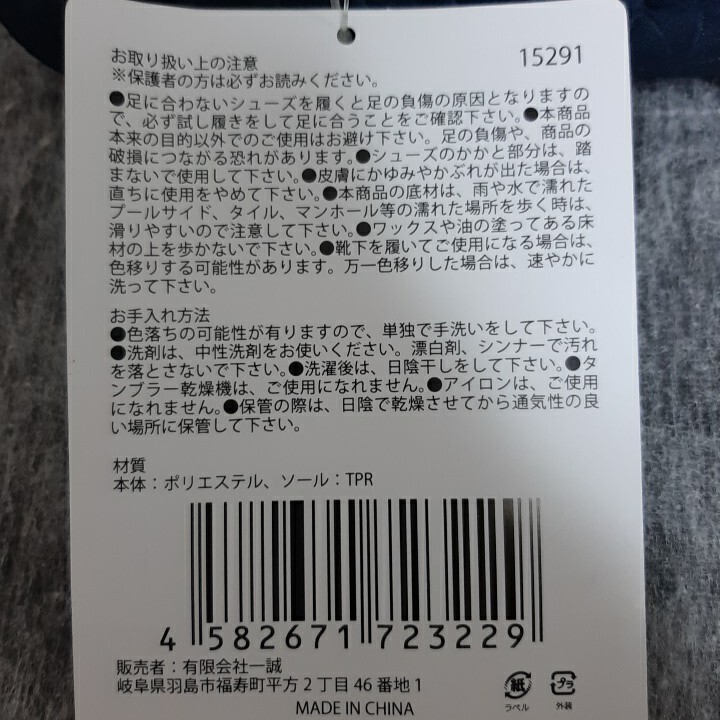 お取り扱い上の注意 15291
※保護者の方は必ずお読みください。
●足に合わないシューズを履くと足の負傷の原因となりますの
で、必ず試し履きをして足に合うことをご確認下さい。●本商品
本来の目的以外でのご使用はお避け下さい。足の負傷や、商品の
破損につながる恐れがあります。●シューズのかかと部分は、踏
まないで使用して下さい。●皮膚にかゆみやかぶれが出た場合は、
直ちに使用をやめて下さい。●本商品の底材は、雨や水で濡れた
プールサイド、タイル、マンホール等の濡れた場所を歩く時は、
滑りやすいので注意して下さい。●ワックスや油の塗ってある床
材の上を歩かないで下さい。●靴下を履いてご使用になる場合は、
色移りする可能性があります。万一色移りした場合は、速やかに
洗って下さい。
お手入れ方法
●色落ちの可能性が有りますので、単独で手洗いをして下さい。
●洗剤は、中性洗剤をお使いください。漂白剤、シンナーで汚れ
を落とさないで下さい。●洗濯後は、日陰干しをして下さい。●タ
ンブラー乾燥機は、ご使用になれません。●アイロンは、ご使用
になれません。●保管の際は、日陰で乾燥させてから通気性の良
い場所に保管して下さい。
材質
本体：ポリエステル、ソール：TPR
4 582671 723229
販売者：有限会社一誠
岐阜県羽島市福寿町平方２丁目 46 番地 1
MADE IN CHINA
紙
ラベル
プラ
外装